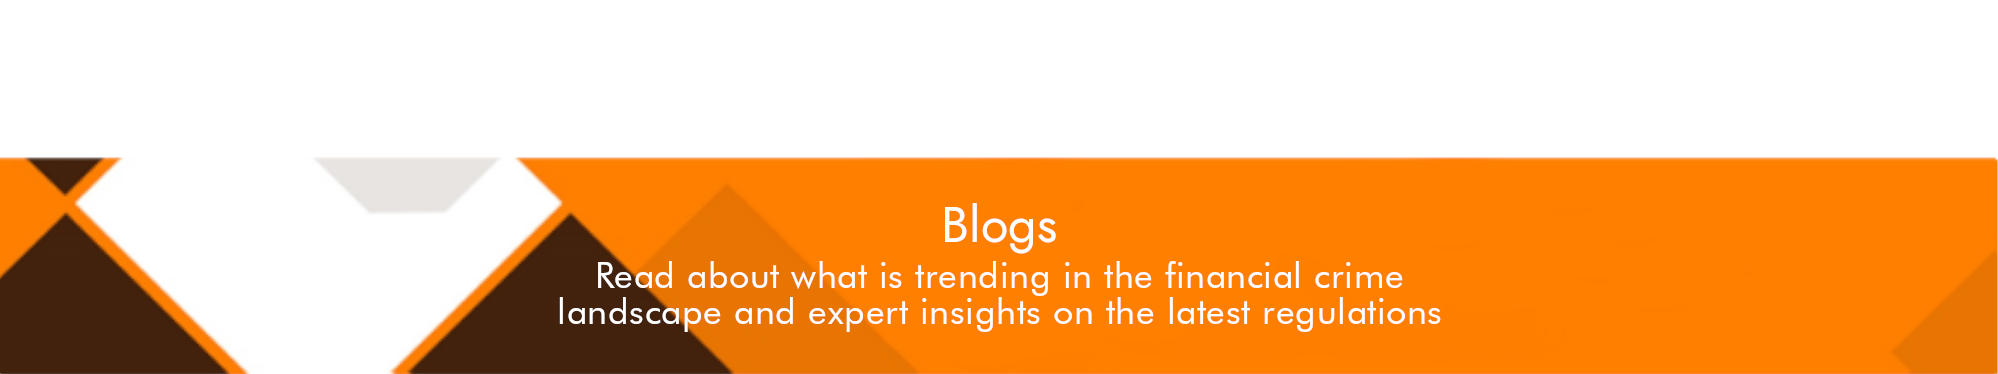 Blogs
Read about what is trending in the financial crime
landscape and expert insights on the latest regulations